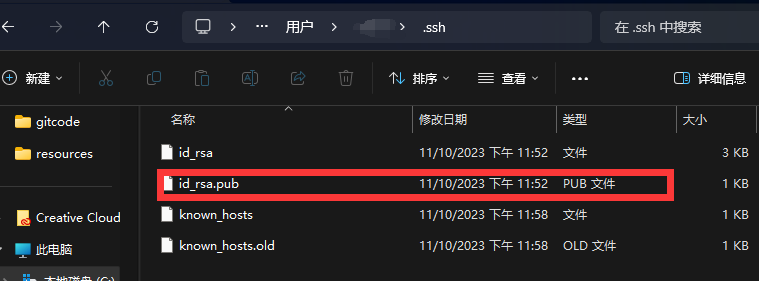 用户 .ssh 在 .ssh 中搜索
新建 排序 查看 详细信息
名称 修改日期 类型 大小
gitcode
resources
Creative Cloud
此电脑
本地磁盘 (C:)
id_rsa 11/10/2023 下午 11:52 文件 3 KB
id_rsa.pub 11/10/2023 下午 11:52 PUB 文件 1 KB
known_hosts 11/10/2023 下午 11:58 文件 1 KB
known_hosts.old 11/10/2023 下午 11:58 OLD 文件 1 KB